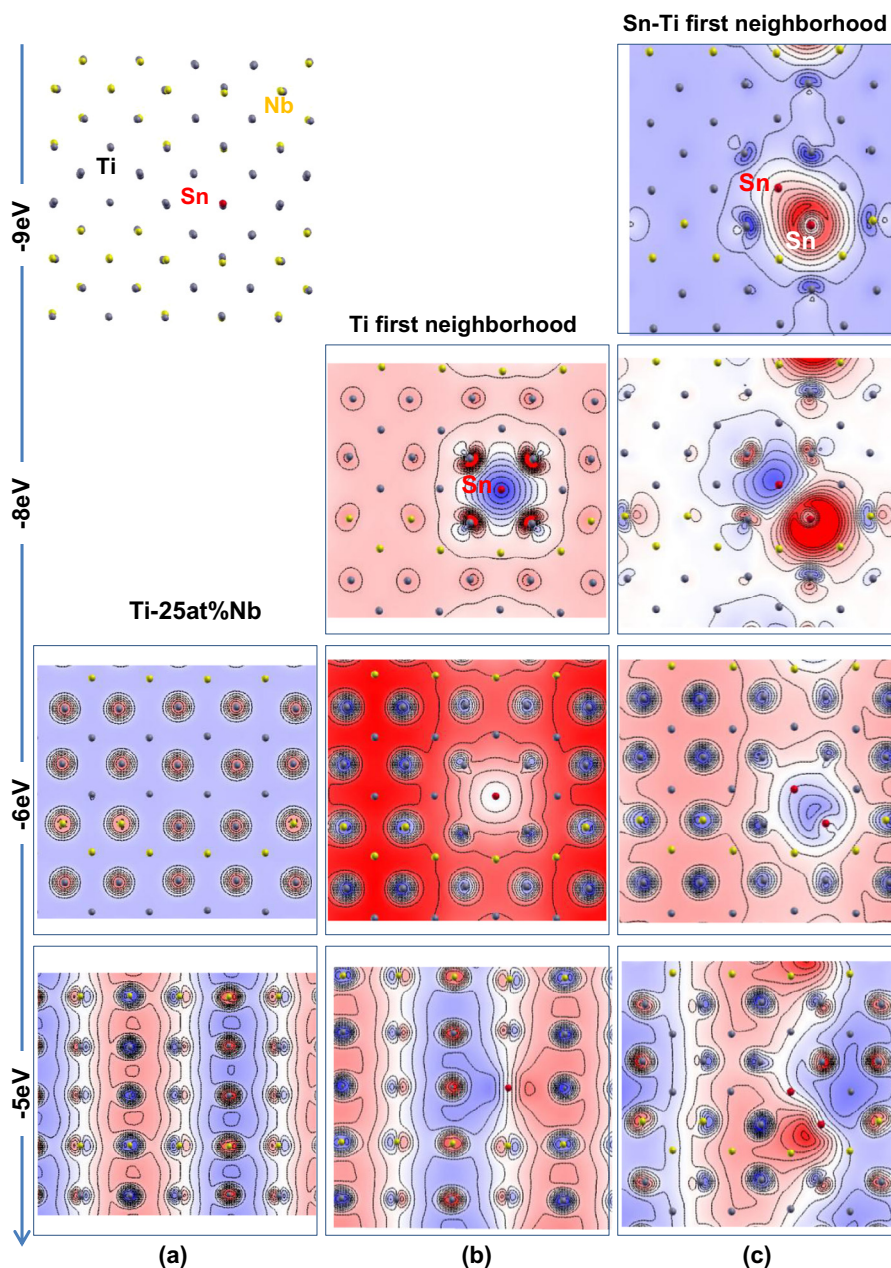 Sn-Ti first neighborhood
Nb
Ti
Sn
Sn
Sn
-9eV
Ti first neighborhood
Sn
-8eV
Ti-25at%Nb
-6eV
-5eV
(a)
(b)
(c)